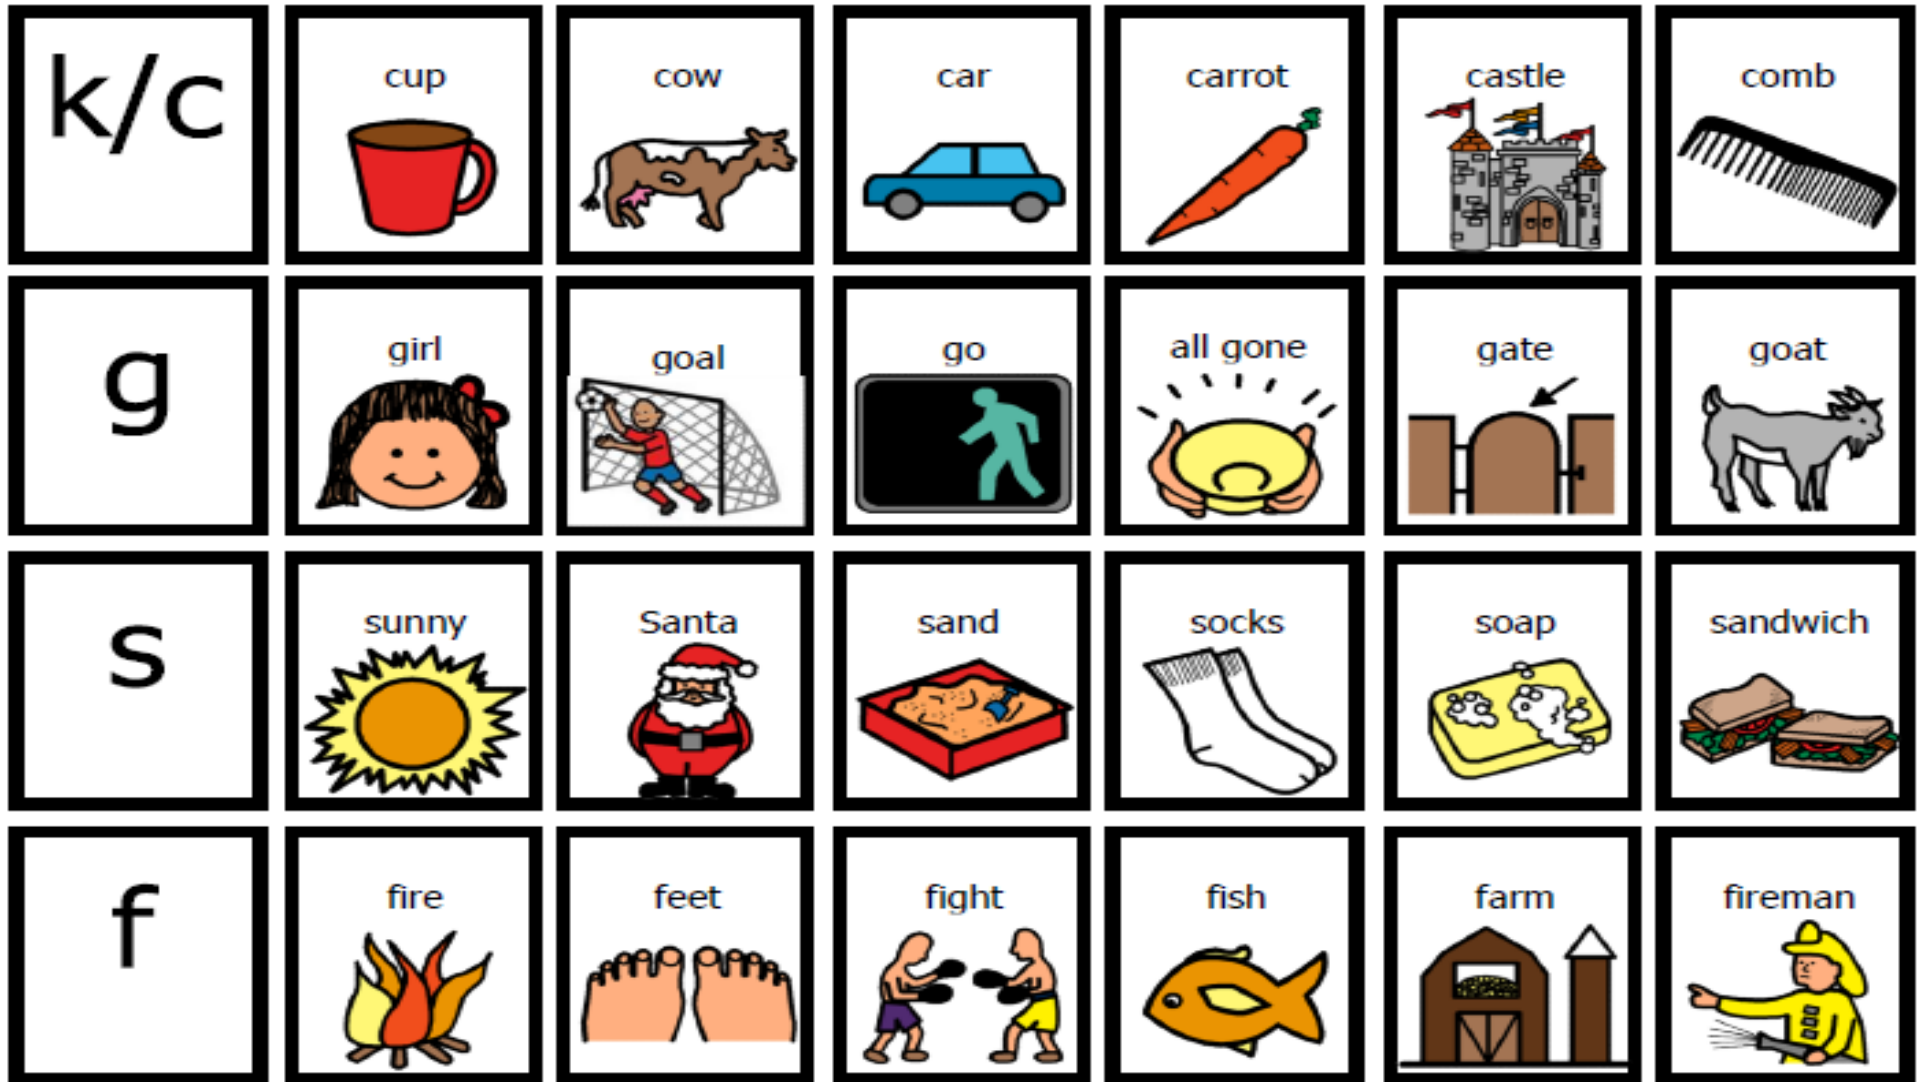 k/c cup cow car carrot castle comb
g girl goal go all gone gate goat
s sunny Santa sand socks soap sandwich
f fire feet fight fish farm fireman